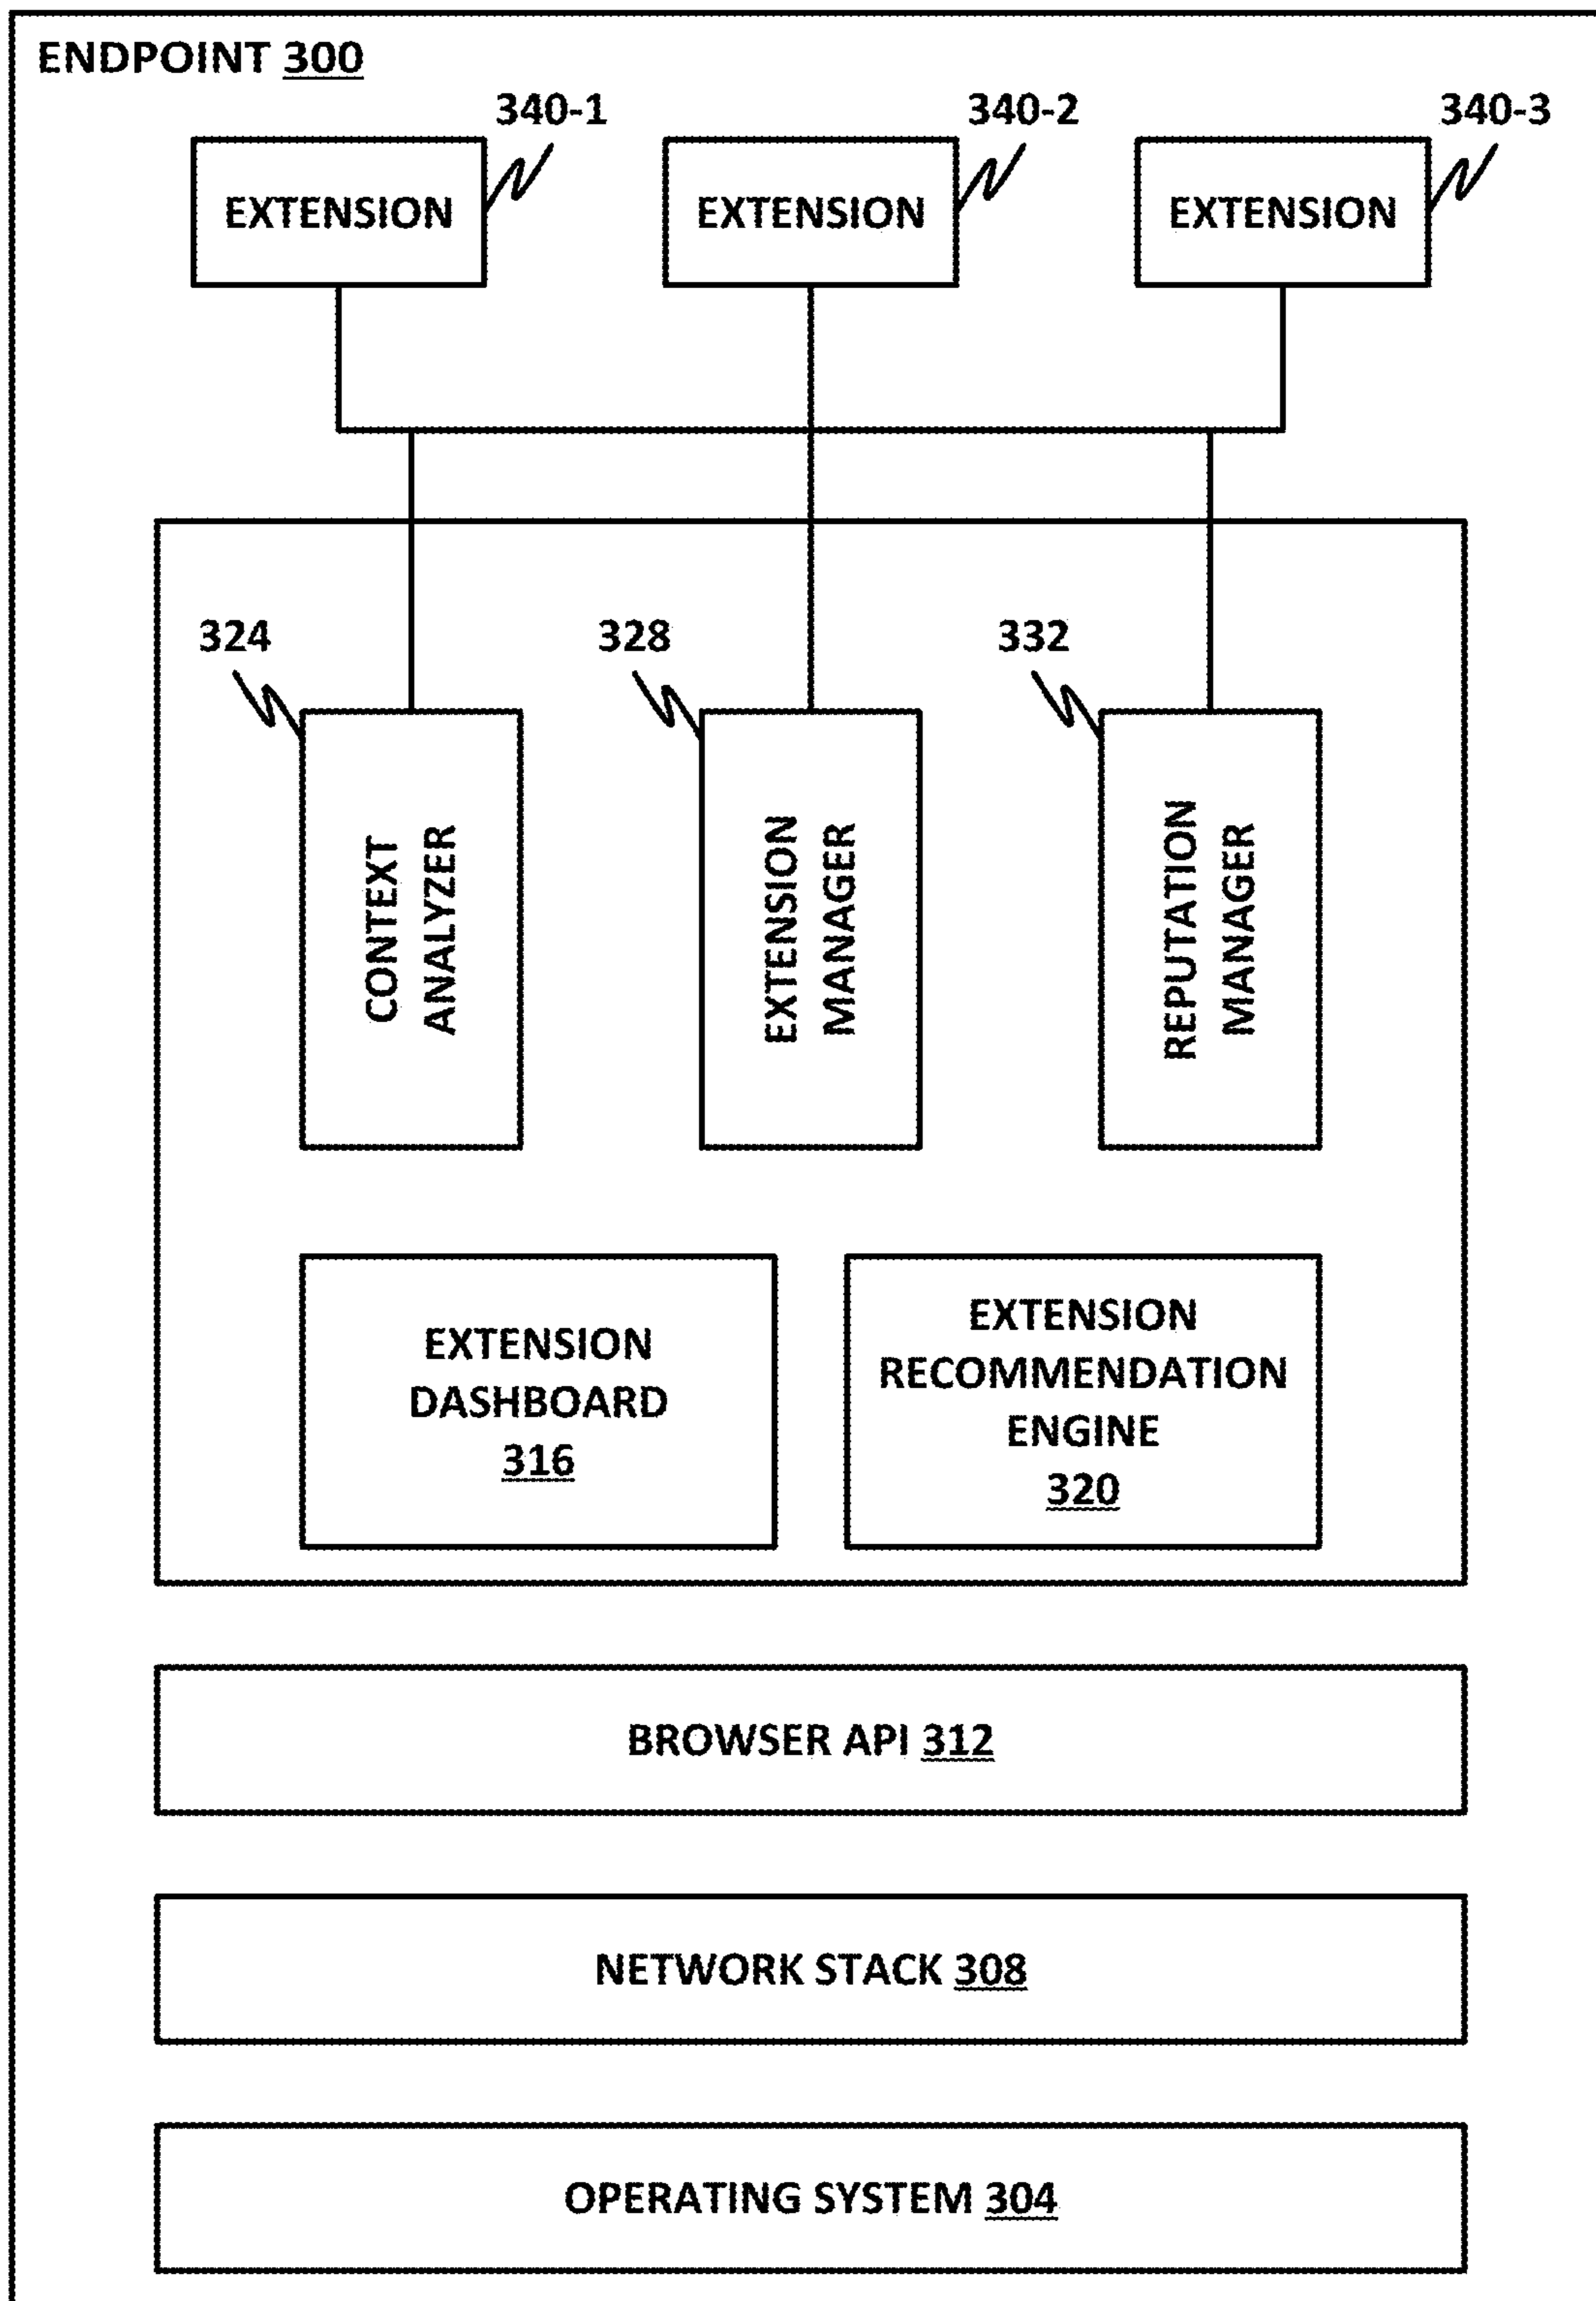 ENDPOINT 300
340-1
340-2
340-3
EXTENSION
EXTENSION
EXTENSION
324
328
332
CONTEXT
ANALYZER
EXTENSION
MANAGER
REPUTATION
MANAGER
EXTENSION
DASHBOARD
316
EXTENSION
RECOMMENDATION
ENGINE
320
BROWSER API 312
NETWORK STACK 308
OPERATING SYSTEM 304